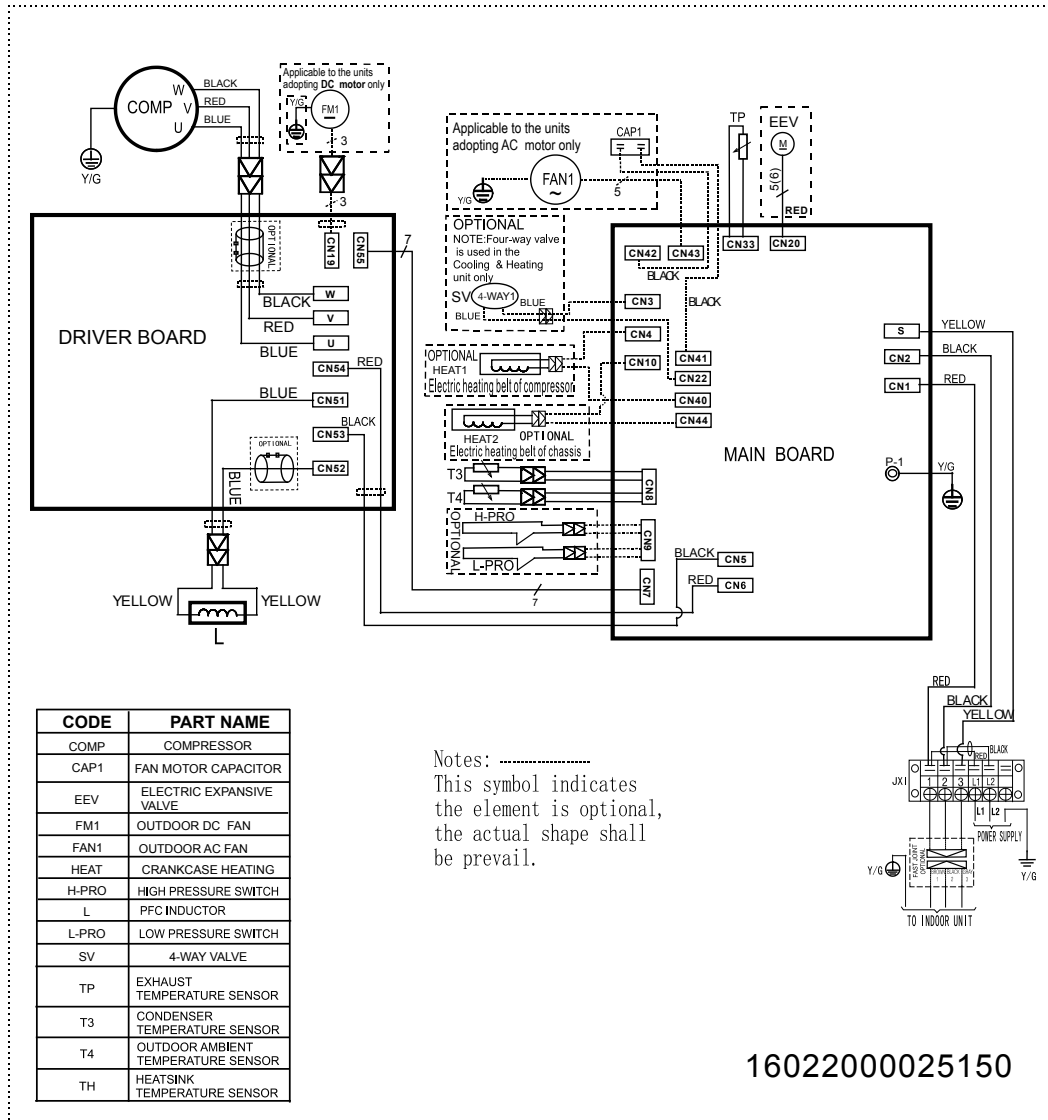 COMP
W
V
U
BLACK
RED
BLUE
Y/G
Applicable to the units
adopting DC motor only
Y/G
FM1
3
3
OPTIONAL
CN19
CN55
7
DRIVER BOARD
BLACK
W
RED
V
BLUE
U
CN54
RED
BLUE
CN51
BLACK
CN53
OPTIONAL
CN52
BLUE
YELLOW
YELLOW
L
Applicable to the units
adopting AC motor only
CAP1
FAN1
Y/G
5
OPTIONAL
NOTE:Four-way valve
is used in the
Cooling & Heating
unit only
SV
4-WAY1
BLUE
BLUE
OPTIONAL
HEAT1
Electric heating belt of compressor
HEAT2
OPTIONAL
Electric heating belt of chassis
T3
T4
OPTIONAL
H-PRO
L-PRO
7
TP
EEV
M
5(6)
RED
CN33
CN20
CN42
CN43
BLACK
BLACK
CN3
CN4
CN10
CN41
CN22
CN40
CN44
CN8
CN9
CN7
BLACK
CN5
RED
CN6
MAIN BOARD
S
YELLOW
CN2
BLACK
CN1
RED
P-1
Y/G
RED
BLACK
YELLOW
BLACK
RED
JX1
1
2
3
L1
L2
L1
L2
POWER SUPPLY
Y/G
Y/G
FAST JOINT
OPTIONAL
BROWN
BLACK
1
2
3
TO INDOOR UNIT
CODE PART NAME
COMP COMPRESSOR
CAP1 FAN MOTOR CAPACITOR
EEV ELECTRIC EXPANSIVE
VALVE
FM1 OUTDOOR DC FAN
FAN1 OUTDOOR AC FAN
HEAT CRANKCASE HEATING
H-PRO HIGH PRESSURE SWITCH
L PFC INDUCTOR
L-PRO LOW PRESSURE SWITCH
SV 4-WAY VALVE
TP EXHAUST
TEMPERATURE SENSOR
T3 CONDENSER
TEMPERATURE SENSOR
T4 OUTDOOR AMBIENT
TEMPERATURE SENSOR
TH HEATSINK
TEMPERATURE SENSOR
Notes:
This symbol indicates
the element is optional,
the actual shape shall
be prevail.
16022000025150